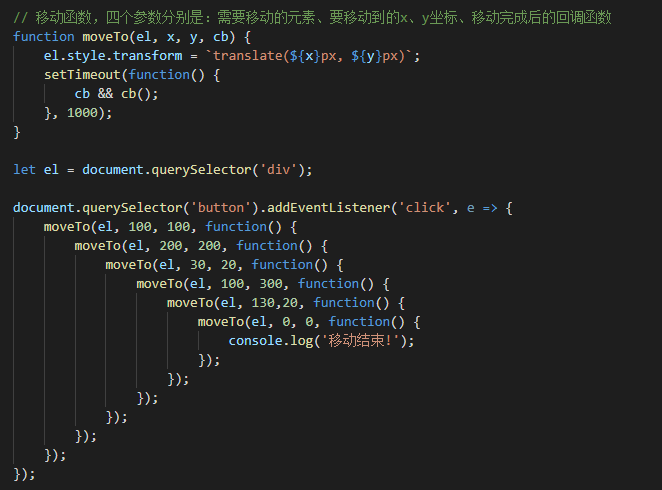 // 移动函数，四个参数分别是：需要移动的元素、要移动到的x、y坐标、移动完成后的回调函数
function moveTo(el, x, y, cb) {
    el.style.transform = `translate(${x}px, ${y}px)`;
    setTimeout(function() {
        cb && cb();
    }, 1000);
}

let el = document.querySelector('div');

document.querySelector('button').addEventListener('click', e => {
    moveTo(el, 100, 100, function() {
        moveTo(el, 200, 200, function() {
            moveTo(el, 30, 20, function() {
                moveTo(el, 100, 300, function() {
                    moveTo(el, 130,20, function() {
                        moveTo(el, 0, 0, function() {
                            console.log('移动结束!');
                        });
                    });
                });
            });
        });
    });
});